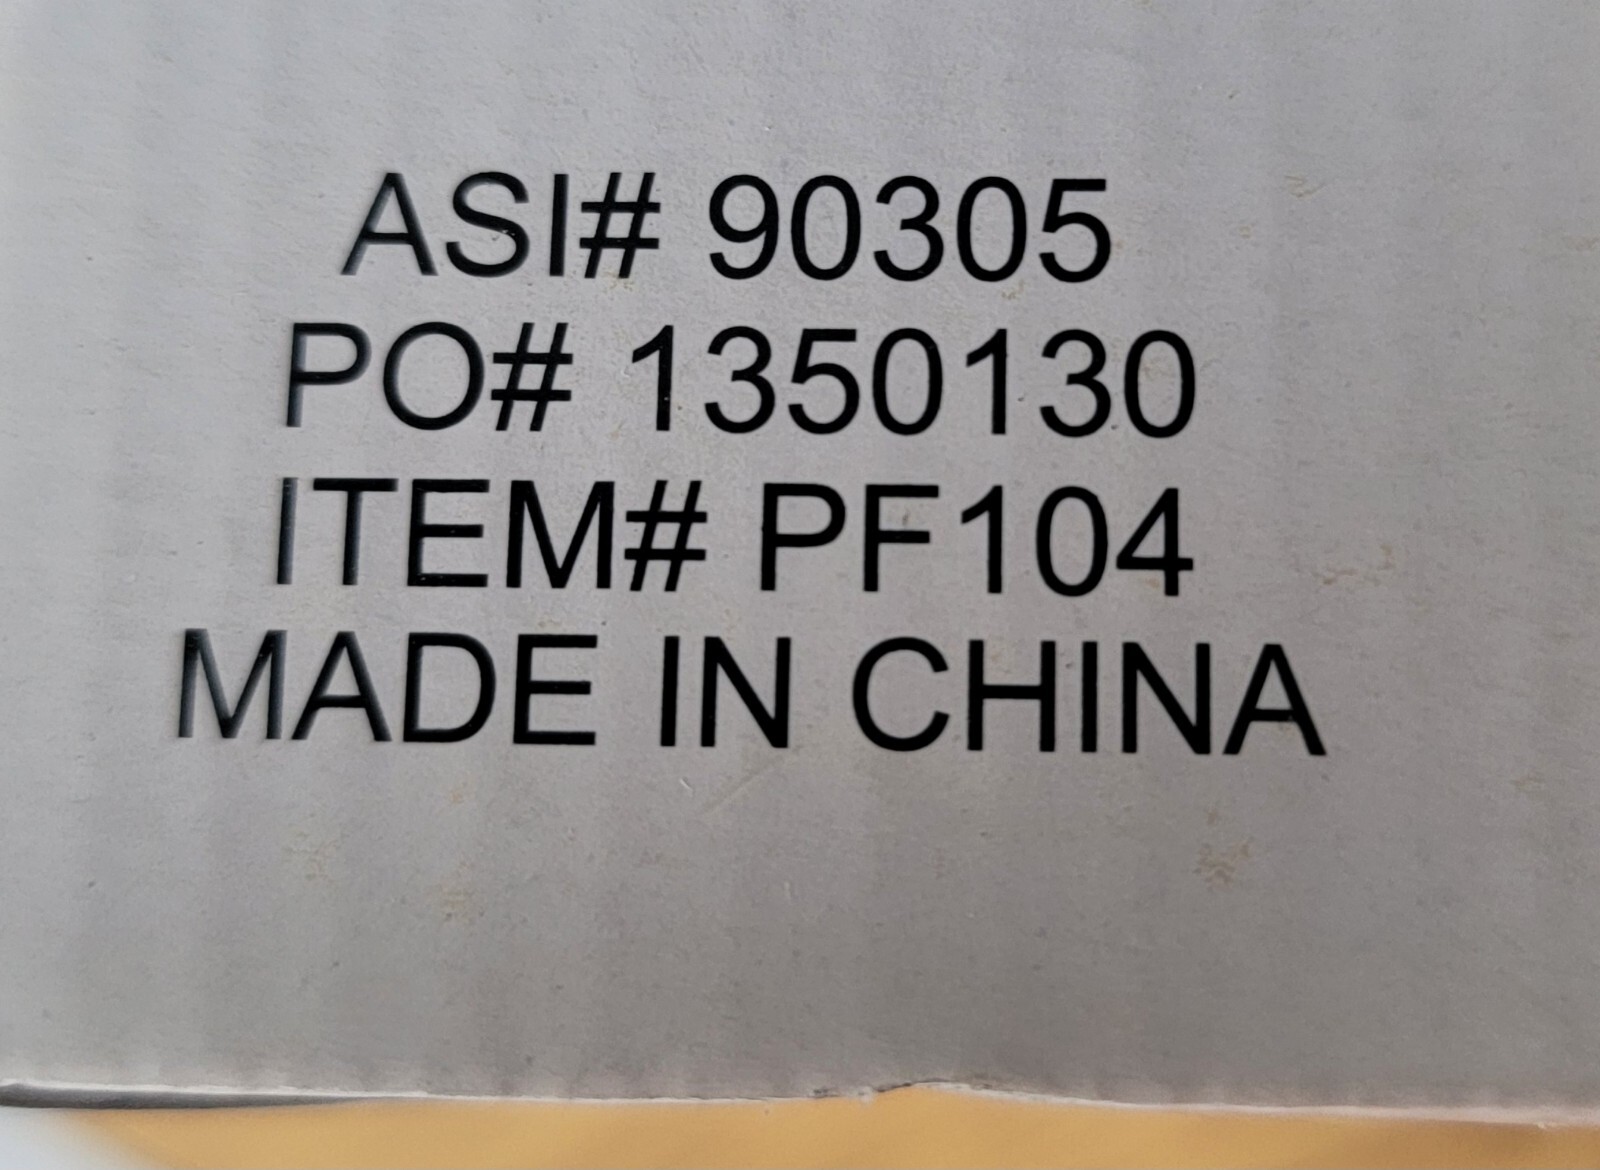 ASI# 90305
PO# 1350130
ITEM# PF104
MADE IN CHINA